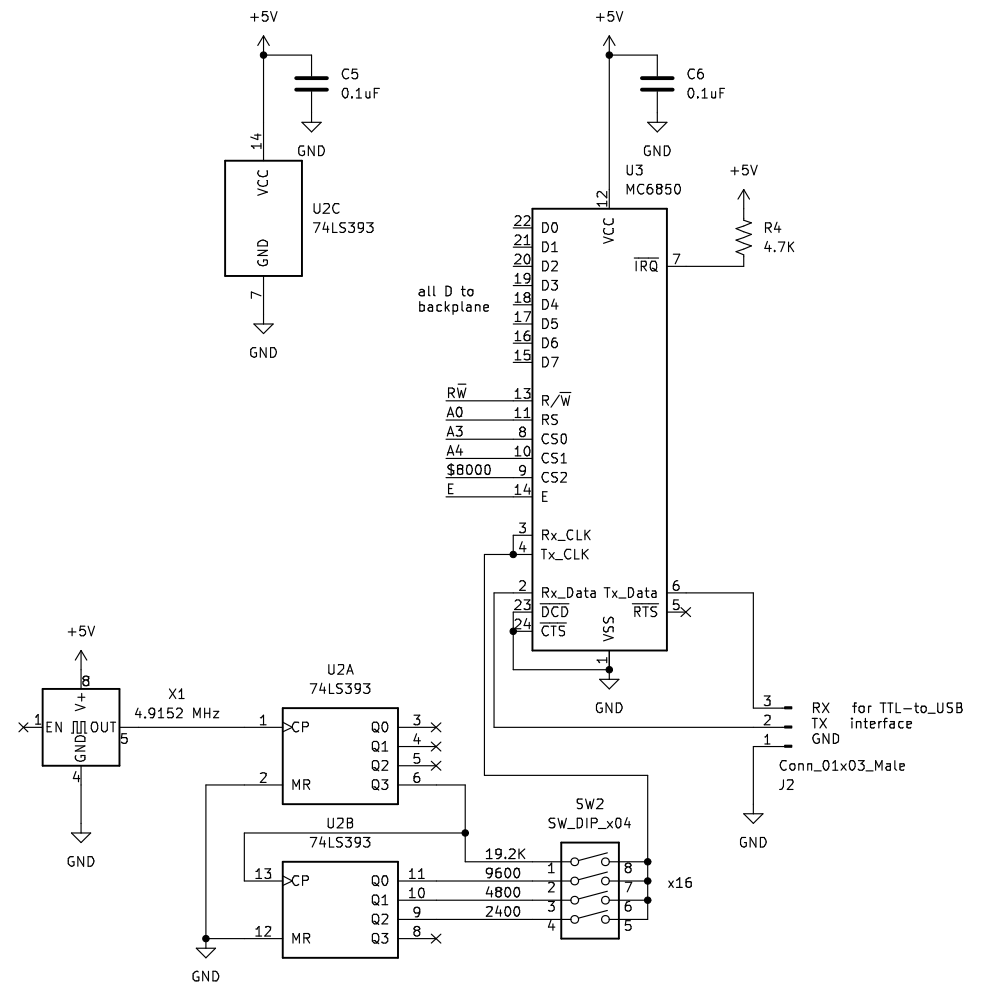 +5V
C5
0.1uF
GND
14
VCC
GND
U2C
74LS393
7
GND
+5V
C6
0.1uF
GND
U3
MC6850
12
VCC
+5V
R4
4.7K
22 D0
21 D1
20 D2
19 D3
18 D4
17 D5
16 D6
15 D7
IRQ 7
all D to
backplane
RW 13 R/W
A0 11 RS
A3 8 CS0
A4 10 CS1
$8000 9 CS2
E 14 E
3 Rx_CLK
4 Tx_CLK
2 Rx_Data Tx_Data 6
23 DCD RTS 5
24 CTS
VSS
1
GND
+5V
8
V+
X1
4.9152 MHz
1 EN OUT 5
GND
4
GND
U2A
74LS393
1 CP Q0 3
Q1 4
Q2 5
2 MR Q3 6
U2B
74LS393
13 CP Q0 11
Q1 10
Q2 9
12 MR Q3 8
GND
SW2
SW_DIP_x04
19.2K 1 8
9600 2 7
4800 3 6
2400 4 5
x16
3 RX for TTL-to_USB
2 TX interface
1 GND
Conn_01x03_Male
J2
GND